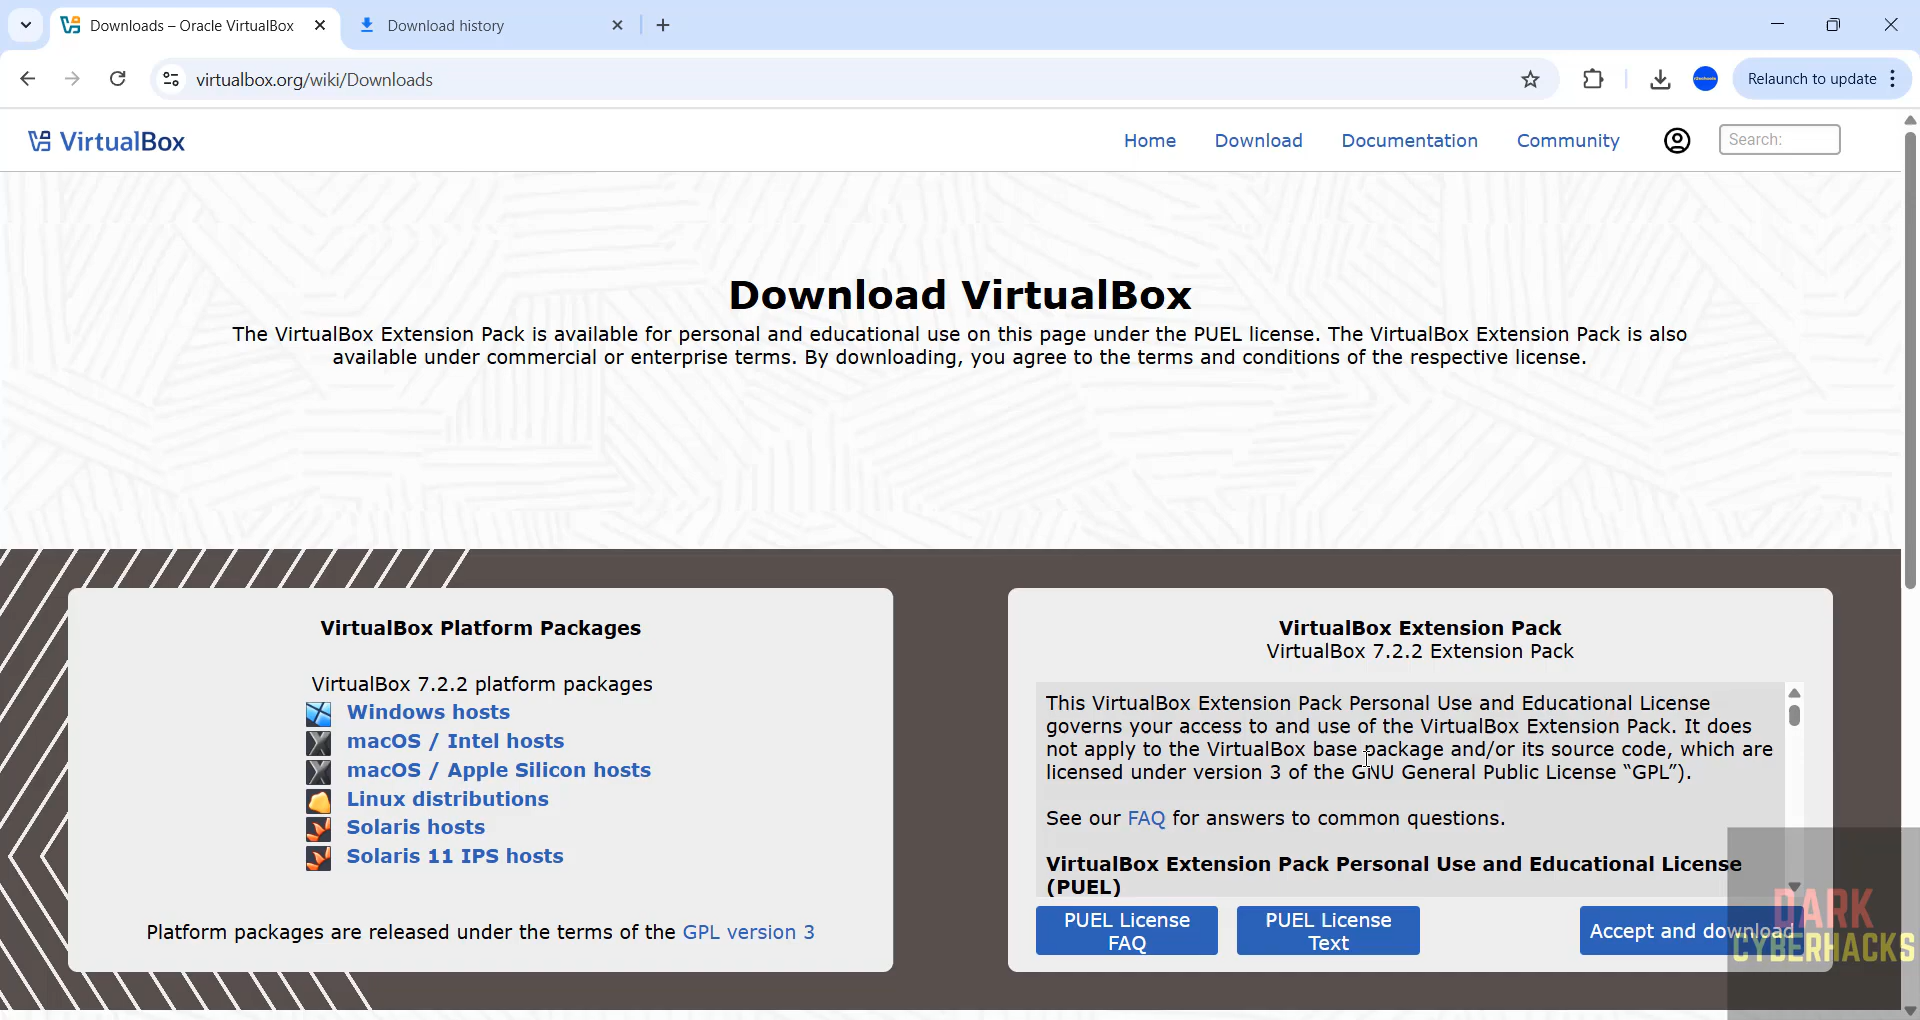 Downloads – Oracle VirtualBox
Download history
virtualbox.org/wiki/Downloads
Relaunch to update
VirtualBox
Home
Download
Documentation
Community
Search:
Download VirtualBox
The VirtualBox Extension Pack is available for personal and educational use on this page under the PUEL license. The VirtualBox Extension Pack is also
available under commercial or enterprise terms. By downloading, you agree to the terms and conditions of the respective license.
VirtualBox Platform Packages
VirtualBox 7.2.2 platform packages
Windows hosts
macOS / Intel hosts
macOS / Apple Silicon hosts
Linux distributions
Solaris hosts
Solaris 11 IPS hosts
Platform packages are released under the terms of the GPL version 3
VirtualBox Extension Pack
VirtualBox 7.2.2 Extension Pack
This VirtualBox Extension Pack Personal Use and Educational License
governs your access to and use of the VirtualBox Extension Pack. It does
not apply to the VirtualBox base package and/or its source code, which are
licensed under version 3 of the GNU General Public License “GPL”).
See our FAQ for answers to common questions.
VirtualBox Extension Pack Personal Use and Educational License
(PUEL)
PUEL License
FAQ
PUEL License
Text
Accept and download
DARK
CYBERHACKS